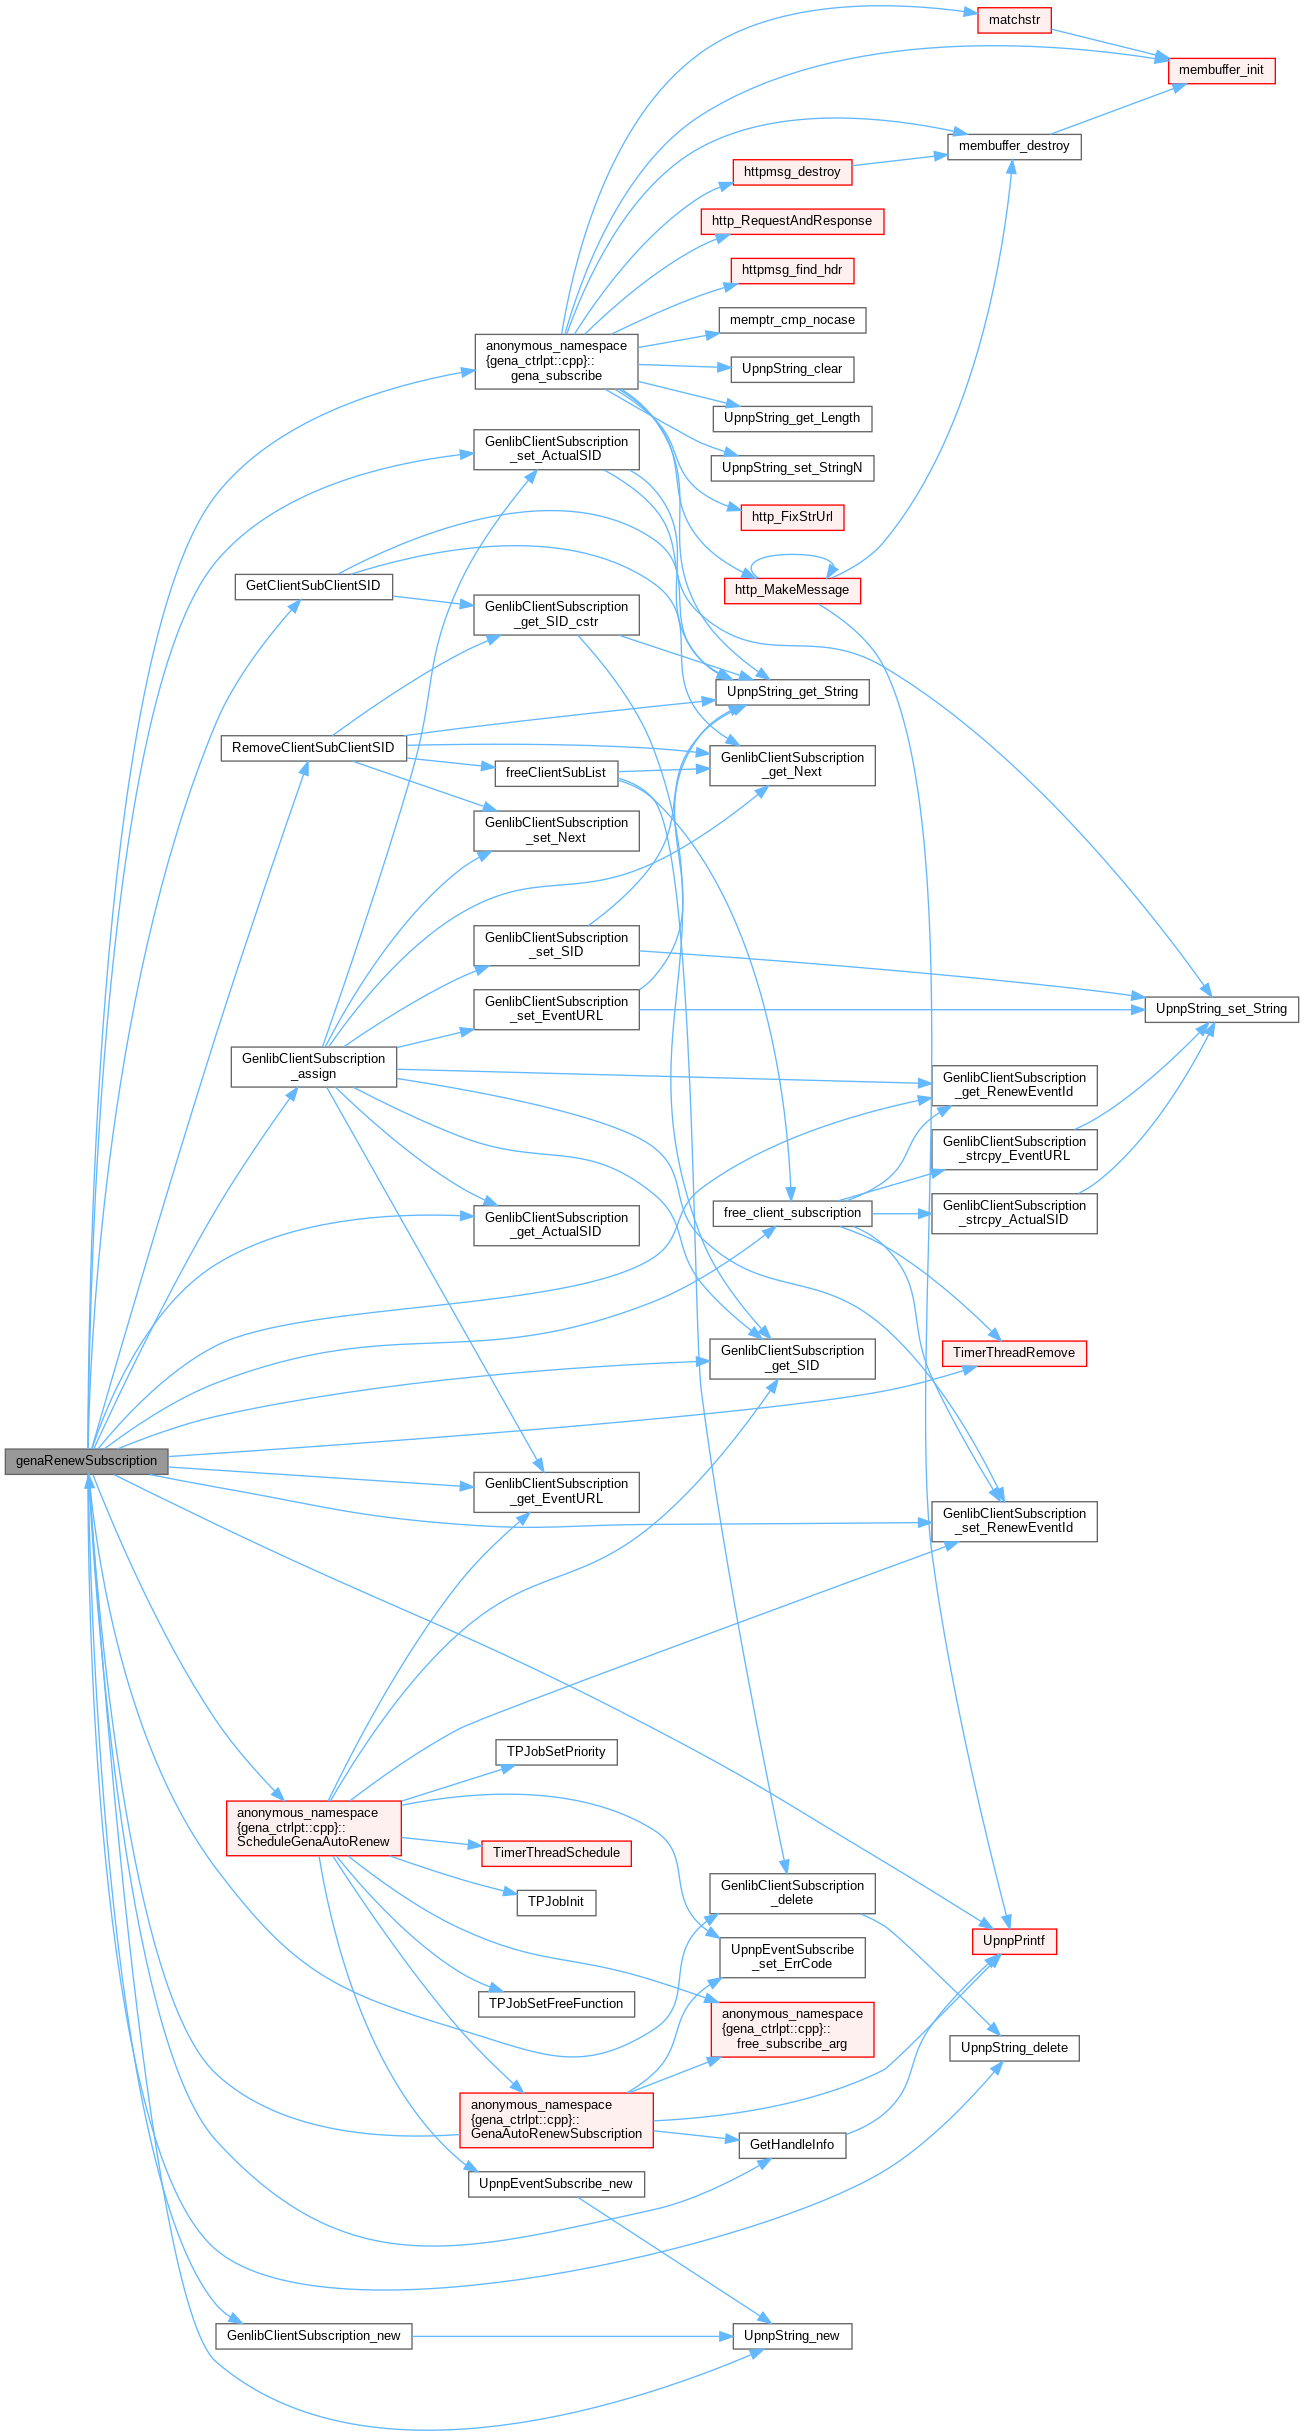 matchstr
membuffer_init
membuffer_destroy
httpmsg_destroy
http_RequestAndResponse
httpmsg_find_hdr
memptr_cmp_nocase
anonymous_namespace
{gena_ctrlpt::cpp}::
gena_subscribe
UpnpString_clear
UpnpString_get_Length
GenlibClientSubscription
_set_ActualSID
UpnpString_set_StringN
http_FixStrUrl
GetClientSubClientSID
http_MakeMessage
GenlibClientSubscription
_get_SID_cstr
UpnpString_get_String
RemoveClientSubClientSID
freeClientSubList
GenlibClientSubscription
_get_Next
GenlibClientSubscription
_set_Next
GenlibClientSubscription
_set_SID
GenlibClientSubscription
_set_EventURL
UpnpString_set_String
GenlibClientSubscription
_assign
GenlibClientSubscription
_get_RenewEventId
GenlibClientSubscription
_strcpy_EventURL
free_client_subscription
GenlibClientSubscription
_strcpy_ActualSID
GenlibClientSubscription
_get_ActualSID
GenlibClientSubscription
_get_SID
TimerThreadRemove
genaRenewSubscription
GenlibClientSubscription
_get_EventURL
GenlibClientSubscription
_set_RenewEventId
TPJobSetPriority
anonymous_namespace
{gena_ctrlpt::cpp}::
ScheduleGenaAutoRenew
TimerThreadSchedule
TPJobInit
GenlibClientSubscription
_delete
UpnpPrintf
UpnpEventSubscribe
_set_ErrCode
TPJobSetFreeFunction
anonymous_namespace
{gena_ctrlpt::cpp}::
free_subscribe_arg
UpnpString_delete
anonymous_namespace
{gena_ctrlpt::cpp}::
GenaAutoRenewSubscription
GetHandleInfo
UpnpEventSubscribe_new
GenlibClientSubscription_new
UpnpString_new